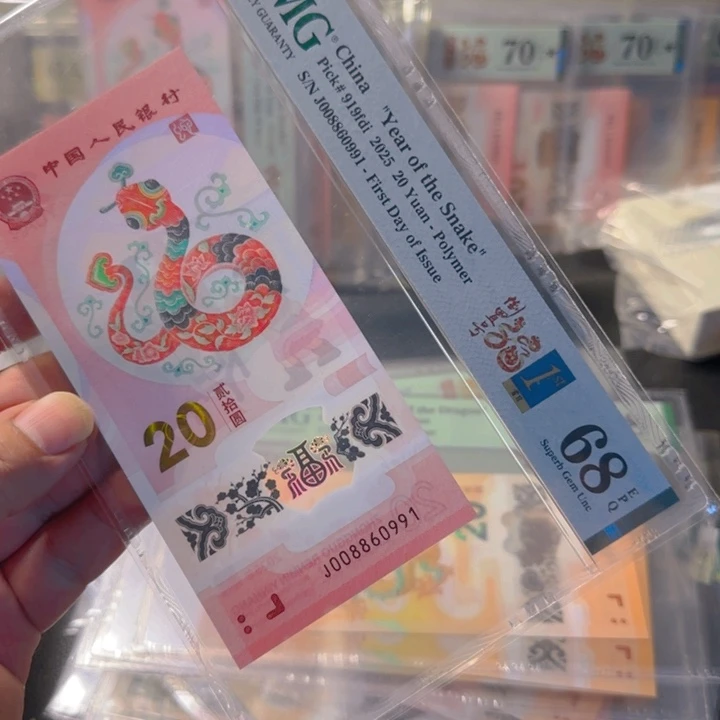 中国人民银行
20
贰拾圆
J008860991
PMG
China
"Year of the Snake"
Pick# 919fdi 2025 20 Yuan - Polymer
S/N J008860991 - First Day of Issue
1st
68 EPQ
Superb Gem Unc
70
70